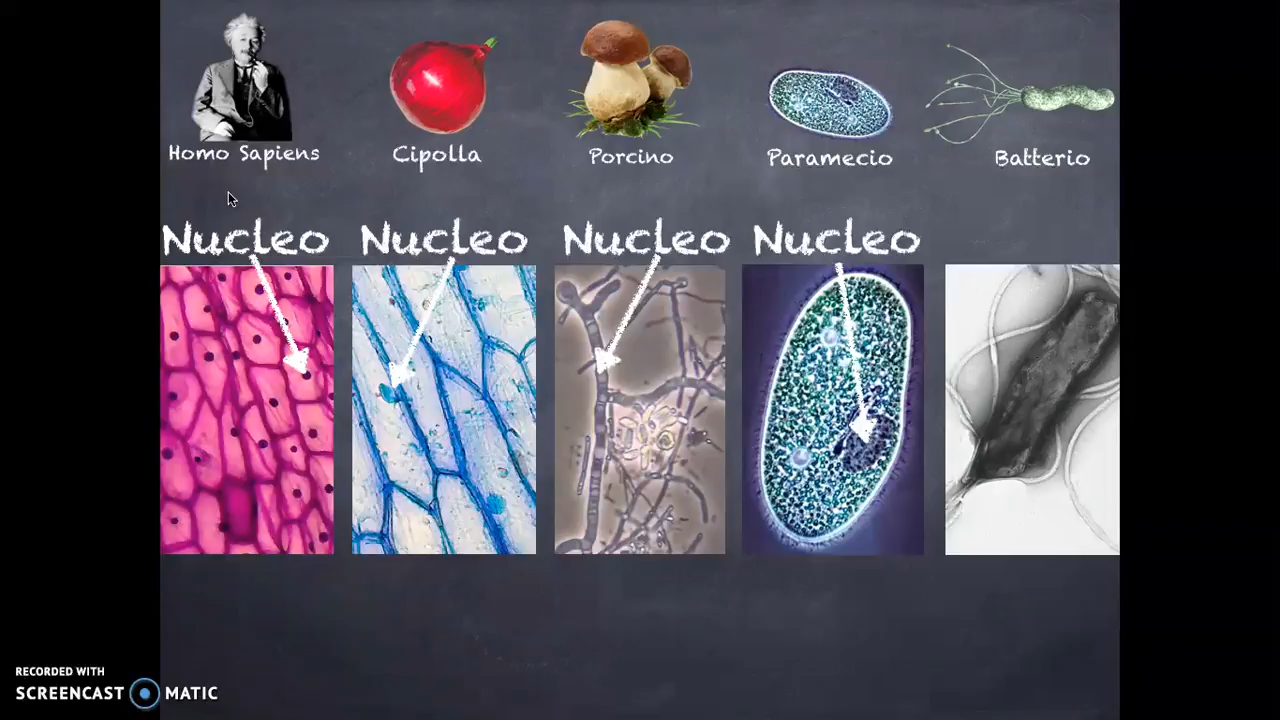 Homo Sapiens
Cipolla
Porcino
Paramecio
Batterio
Nucleo
Nucleo
Nucleo
Nucleo
RECORDED WITH
SCREENCAST MATIC